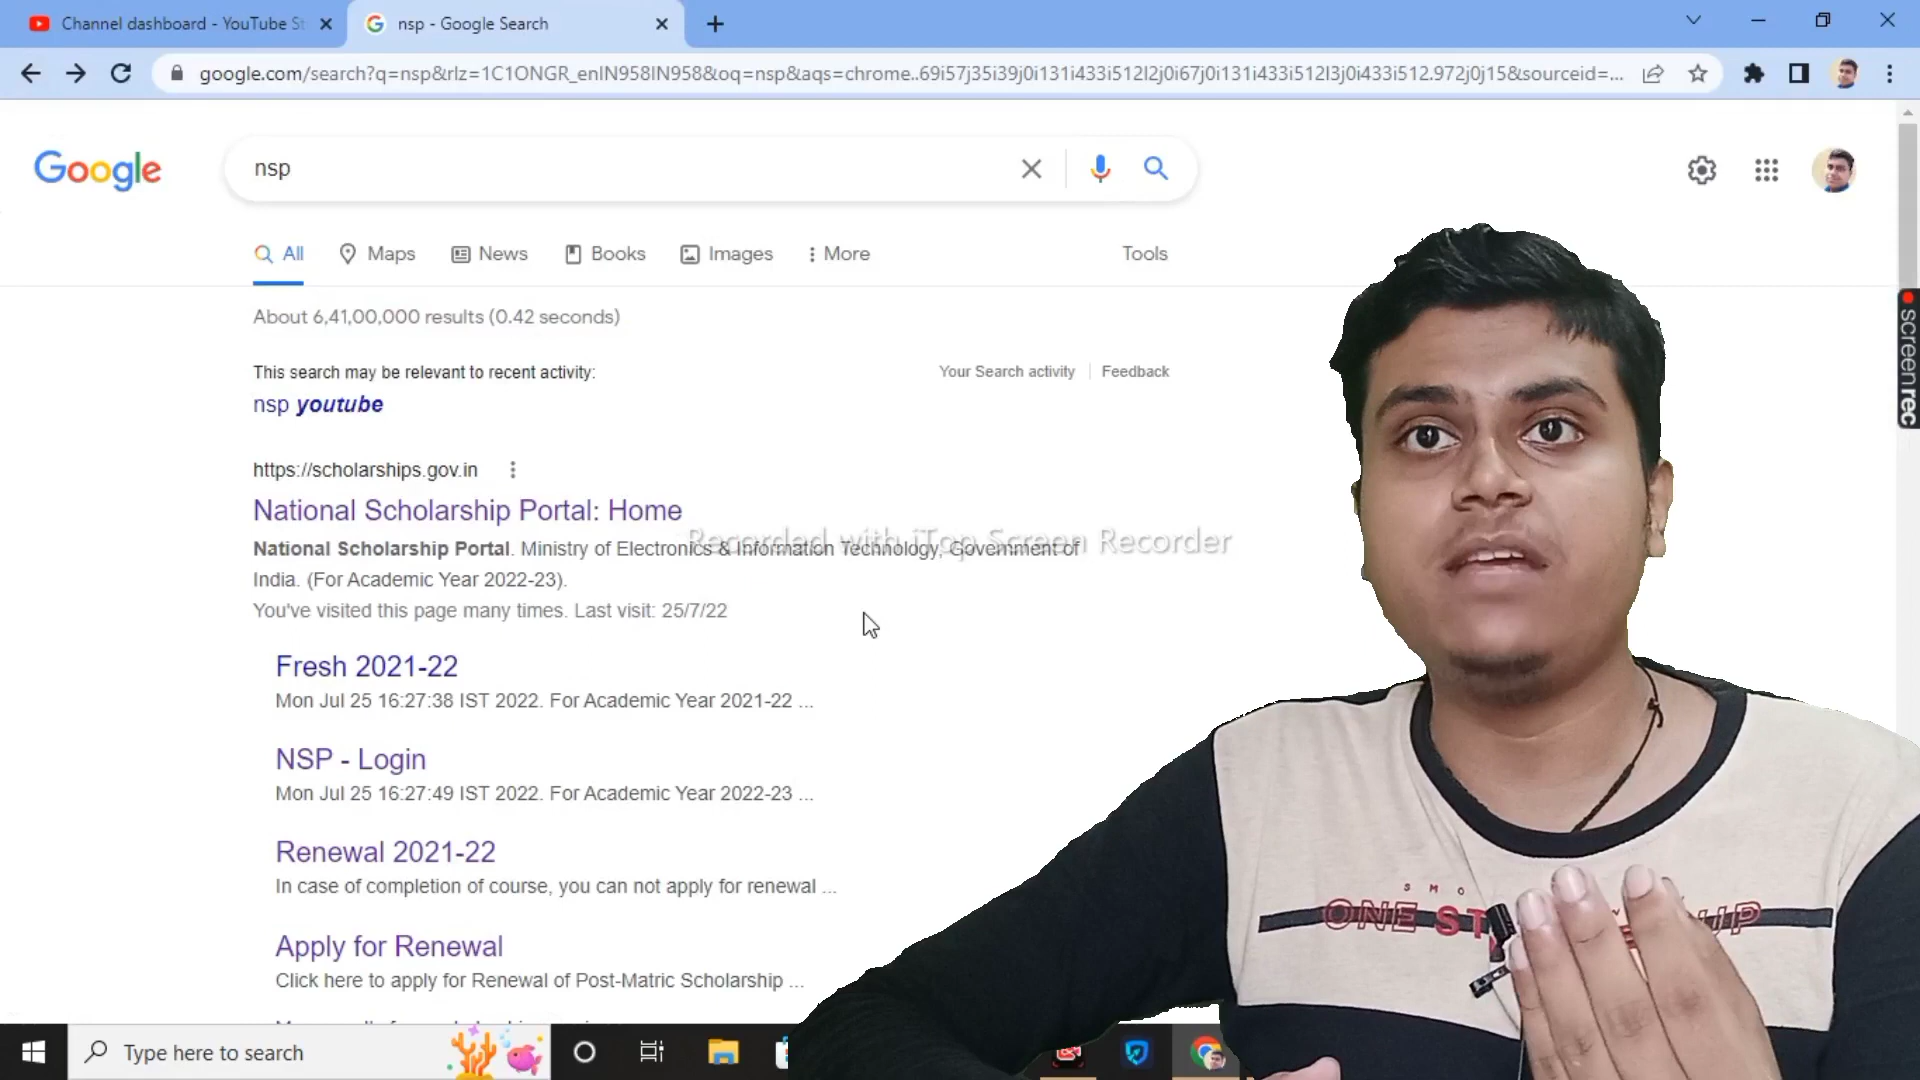 Channel dashboard - YouTube St
nsp - Google Search
google.com/search?q=nsp&rlz=1C1ONGR_enIN958IN958&oq=nsp&aqs=chrome..69i57j35i39j0i131i433i512l2j0i67j0i131i433i512l3j0i433i512.972j0j15&sourceid=...
Google
nsp
All
Maps
News
Books
Images
More
Tools
About 6,41,00,000 results (0.42 seconds)
This search may be relevant to recent activity:
Your Search activity
Feedback
nsp youtube
https://scholarships.gov.in
National Scholarship Portal: Home
National Scholarship Portal. Ministry of Electronics & Information Technology, Government of
India. (For Academic Year 2022-23).
You've visited this page many times. Last visit: 25/7/22
Recorded with iTop Screen Recorder
Fresh 2021-22
Mon Jul 25 16:27:38 IST 2022. For Academic Year 2021-22 ...
NSP - Login
Mon Jul 25 16:27:49 IST 2022. For Academic Year 2022-23 ...
Renewal 2021-22
In case of completion of course, you can not apply for renewal ...
Apply for Renewal
Click here to apply for Renewal of Post-Matric Scholarship ...
screenrec
S M O
ONE ST
UP
Type here to search